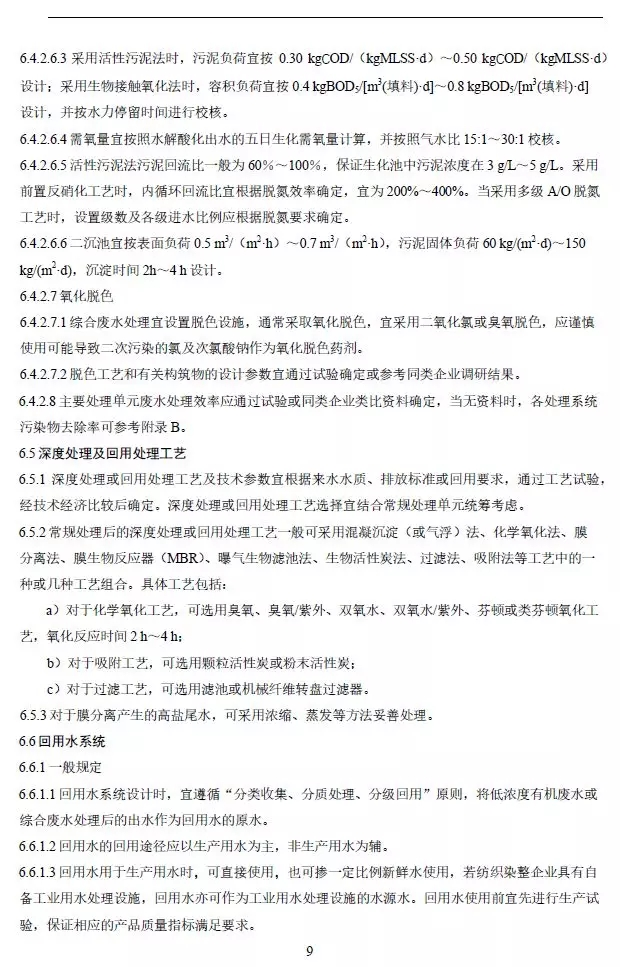 6.4.2.6.3 采用活性污泥法时，污泥负荷宜按 0.30 kgCOD/（kgMLSS·d）～0.50 kgCOD/（kgMLSS·d）
设计；采用生物接触氧化法时，容积负荷宜按 0.4 kgBOD₅/[m³(填料)·d]～0.8 kgBOD₅/[m³(填料)·d]
设计，并按水力停留时间进行校核。
6.4.2.6.4 需氧量宜按照水解酸化出水的五日生化需氧量计算，并按照气水比 15:1～30:1 校核。
6.4.2.6.5 活性污泥法污泥回流比一般为 60%～100%，保证生化池中污泥浓度在 3 g/L～5 g/L。采用
前置反硝化工艺时，内循环回流比宜根据脱氮效率确定，宜为 200%～400%。当采用多级 A/O 脱氮
工艺时，设置级数及各级进水比例应根据脱氮要求确定。
6.4.2.6.6 二沉池宜按表面负荷 0.5 m³/（m²·h）～0.7 m³/（m²·h），污泥固体负荷 60 kg/(m²·d)～150
kg/(m²·d)，沉淀时间 2h～4 h 设计。
6.4.2.7 氧化脱色
6.4.2.7.1 综合废水处理宜设置脱色设施，通常采取氧化脱色，宜采用二氧化氯或臭氧脱色，应谨慎
使用可能导致二次污染的氯及次氯酸钠作为氧化脱色药剂。
6.4.2.7.2 脱色工艺和有关构筑物的设计参数宜通过试验确定或参考同类企业调研结果。
6.4.2.8 主要处理单元废水处理效率应通过试验或同类企业类比资料确定，当无资料时，各处理系统
污染物去除率可参考附录 B。
6.5 深度处理及回用处理工艺
6.5.1 深度处理或回用处理工艺及技术参数宜根据来水水质、排放标准或回用要求，通过工艺试验，
经技术经济比较后确定。深度处理或回用处理工艺选择宜结合常规处理单元统筹考虑。
6.5.2 常规处理后的深度处理或回用处理工艺一般可采用混凝沉淀（或气浮）法、化学氧化法、膜
分离法、膜生物反应器（MBR）、曝气生物滤池法、生物活性炭法、过滤法、吸附法等工艺中的一
种或几种工艺组合。具体工艺包括：
a）对于化学氧化工艺，可选用臭氧、臭氧/紫外、双氧水、双氧水/紫外、芬顿或类芬顿氧化工
艺，氧化反应时间 2 h～4 h；
b）对于吸附工艺，可选用颗粒活性炭或粉末活性炭；
c）对于过滤工艺，可选用滤池或机械纤维转盘过滤器。
6.5.3 对于膜分离产生的高盐尾水，可采用浓缩、蒸发等方法妥善处理。
6.6 回用水系统
6.6.1 一般规定
6.6.1.1 回用水系统设计时，宜遵循“分类收集、分质处理、分级回用”原则，将低浓度有机废水或
综合废水处理后的出水作为回用水的原水。
6.6.1.2 回用水的回用途径应以生产用水为主，非生产用水为辅。
6.6.1.3 回用水用于生产用水时，可直接使用，也可掺一定比例新鲜水使用，若纺织染整企业具有自
备工业用水处理设施，回用水亦可作为工业用水处理设施的水源水。回用水使用前宜先进行生产试
验，保证相应的产品质量指标满足要求。
9